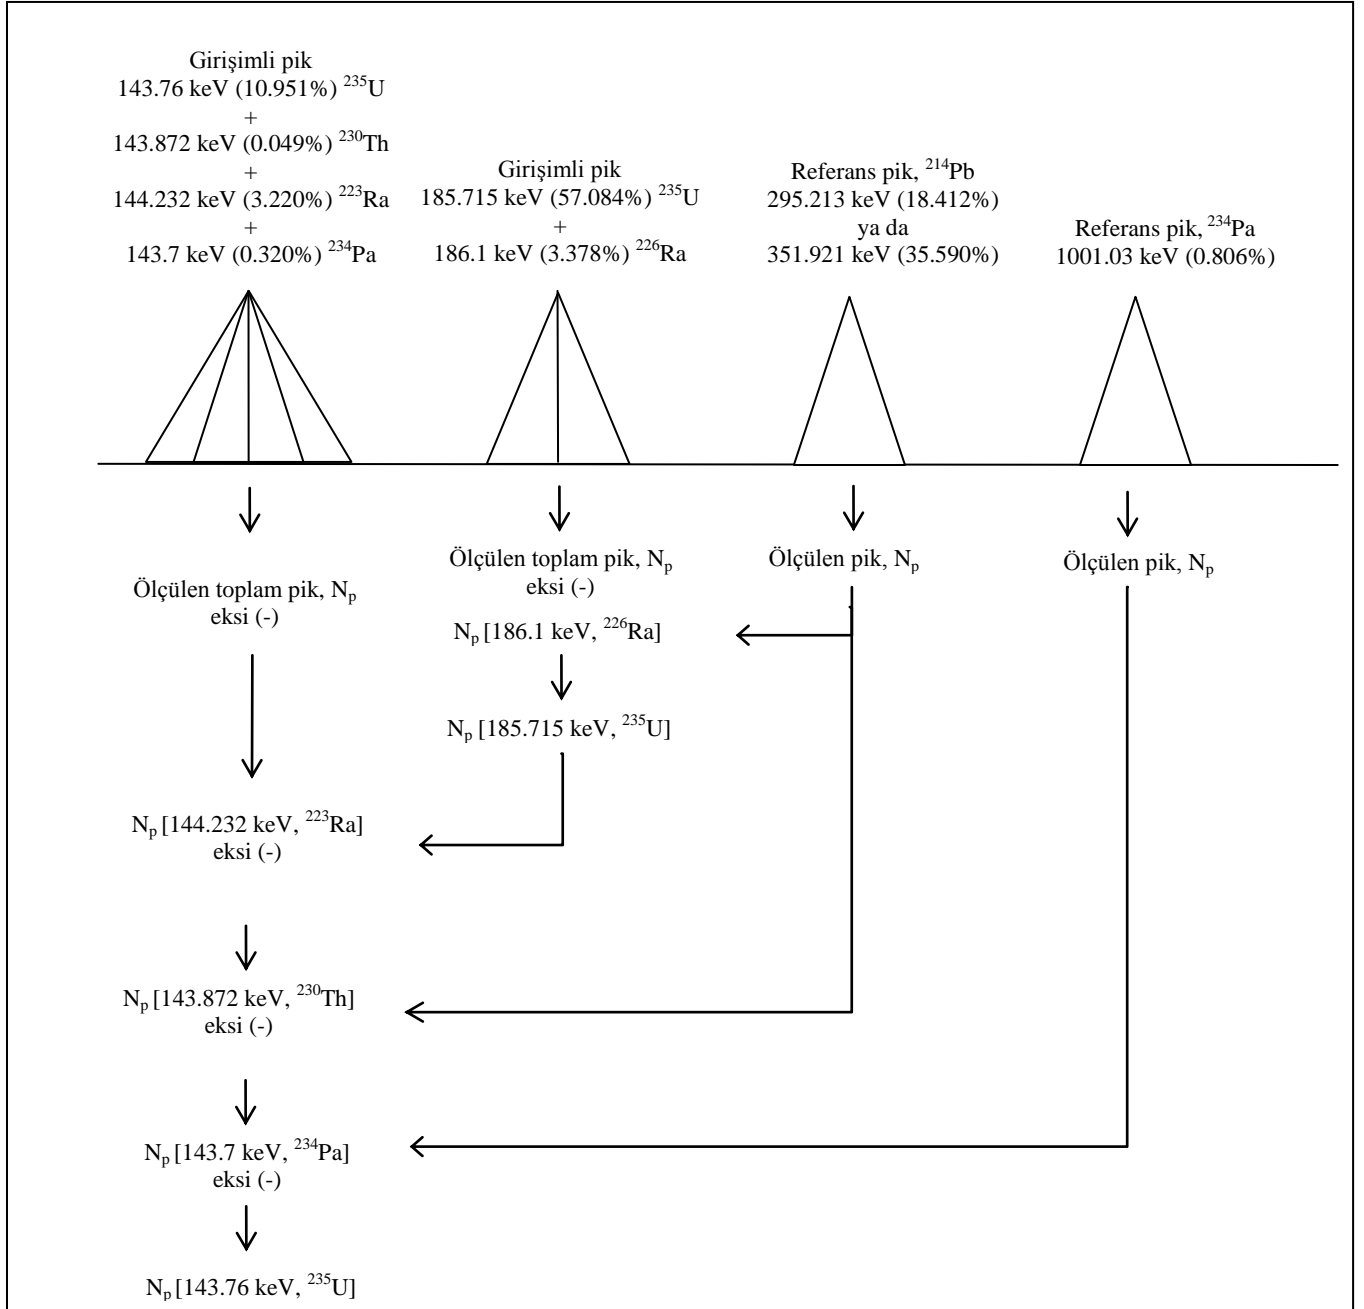 Girişimli pik
143.76 keV (10.951%) ²³⁵U
+
143.872 keV (0.049%) ²³⁰Th
+
144.232 keV (3.220%) ²²³Ra
+
143.7 keV (0.320%) ²³⁴Pa
Girişimli pik
185.715 keV (57.084%) ²³⁵U
+
186.1 keV (3.378%) ²²⁶Ra
Referans pik, ²¹⁴Pb
295.213 keV (18.412%)
ya da
351.921 keV (35.590%)
Referans pik, ²³⁴Pa
1001.03 keV (0.806%)
Ölçülen toplam pik, Nₚ
eksi (-)
Ölçülen toplam pik, Nₚ
eksi (-)
Nₚ [186.1 keV, ²²⁶Ra]
Nₚ [185.715 keV, ²³⁵U]
Ölçülen pik, Nₚ
Ölçülen pik, Nₚ
Nₚ [144.232 keV, ²²³Ra]
eksi (-)
Nₚ [143.872 keV, ²³⁰Th]
eksi (-)
Nₚ [143.7 keV, ²³⁴Pa]
eksi (-)
Nₚ [143.76 keV, ²³⁵U]